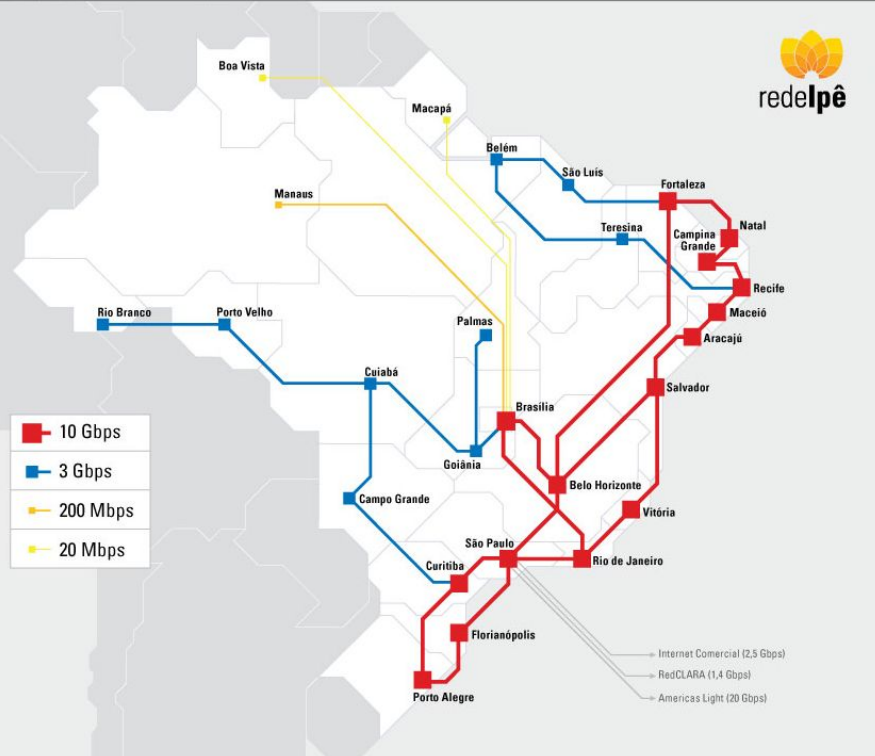 redeIpê
Boa Vista
Macapá
Belém
São Luís
Fortaleza
Manaus
Teresina
Natal
Campina
Grande
Recife
Rio Branco
Porto Velho
Palmas
Maceió
Aracajú
Cuiabá
Salvador
Brasília
10 Gbps
3 Gbps
200 Mbps
20 Mbps
Goiânia
Belo Horizonte
Campo Grande
Vitória
São Paulo
Rio de Janeiro
Curitiba
Florianópolis
Porto Alegre
Internet Comercial (2,5 Gbps)
RedCLARA (1,4 Gbps)
Americas Light (20 Gbps)